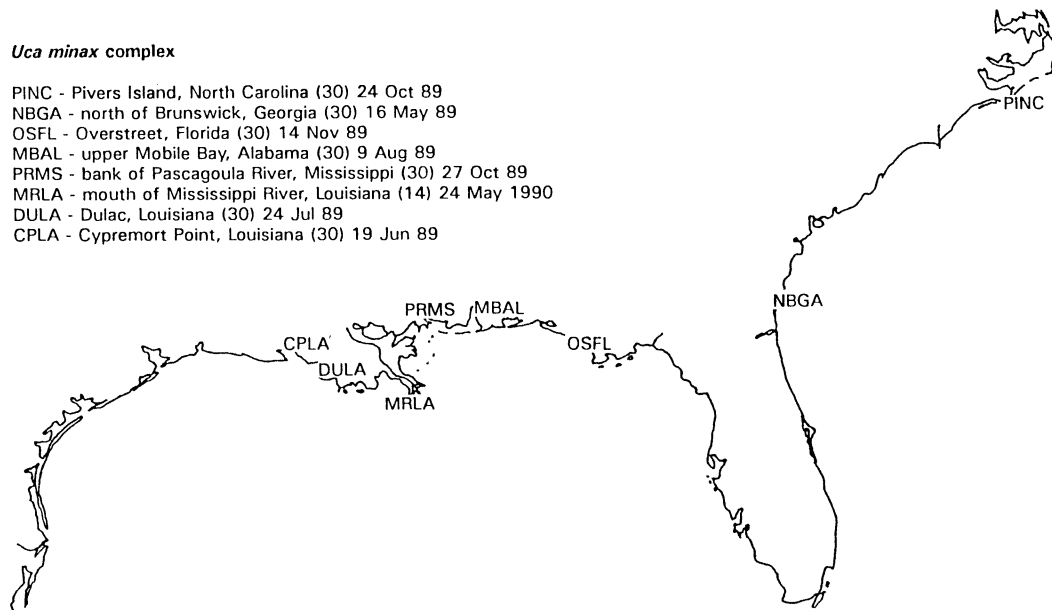 Uca minax complex
PINC - Pivers Island, North Carolina (30) 24 Oct 89
NBGA - north of Brunswick, Georgia (30) 16 May 89
OSFL - Overstreet, Florida (30) 14 Nov 89
MBAL - upper Mobile Bay, Alabama (30) 9 Aug 89
PRMS - bank of Pascagoula River, Mississippi (30) 27 Oct 89
MRLA - mouth of Mississippi River, Louisiana (14) 24 May 1990
DULA - Dulac, Louisiana (30) 24 Jul 89
CPLA - Cypremort Point, Louisiana (30) 19 Jun 89
PINC
NBGA
PRMS MBAL
CPLA OSFL
DULA
MRLA